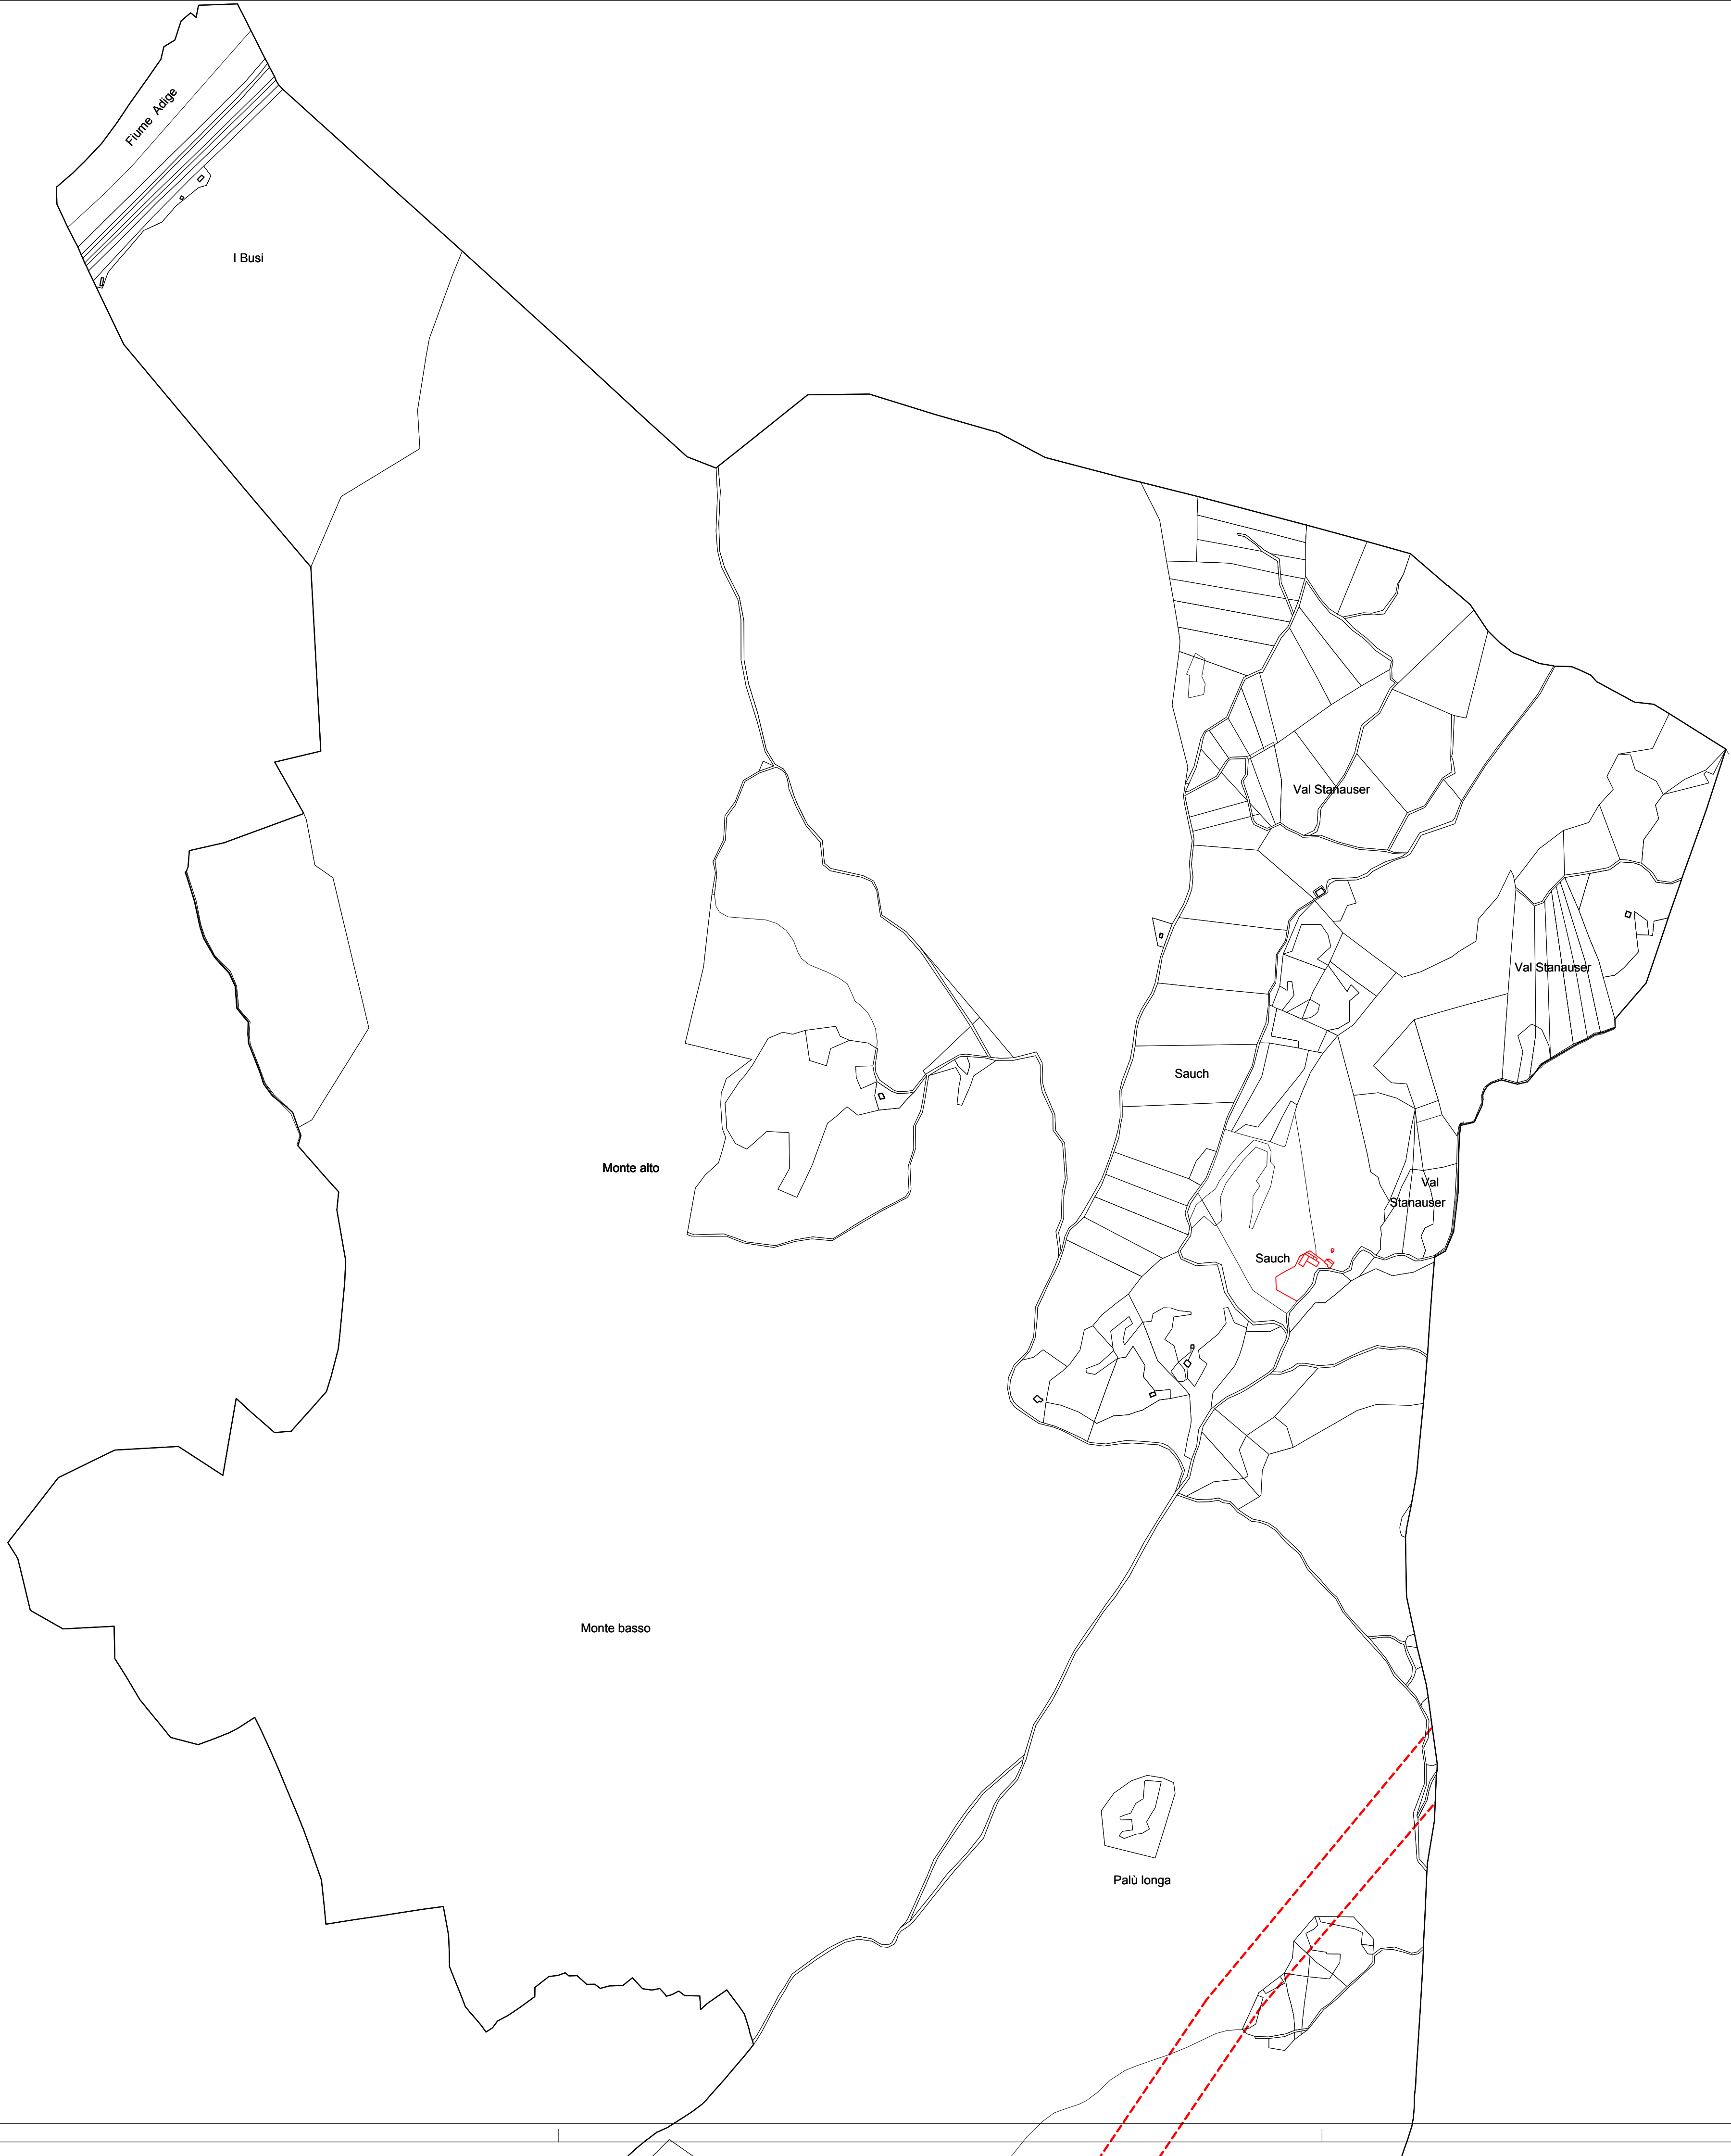 Fiume Adige
I Busi
Val Stanauser
Val Stanauser
Sauch
Monte alto
Val
Stanauser
Sauch
Monte basso
Palù longa